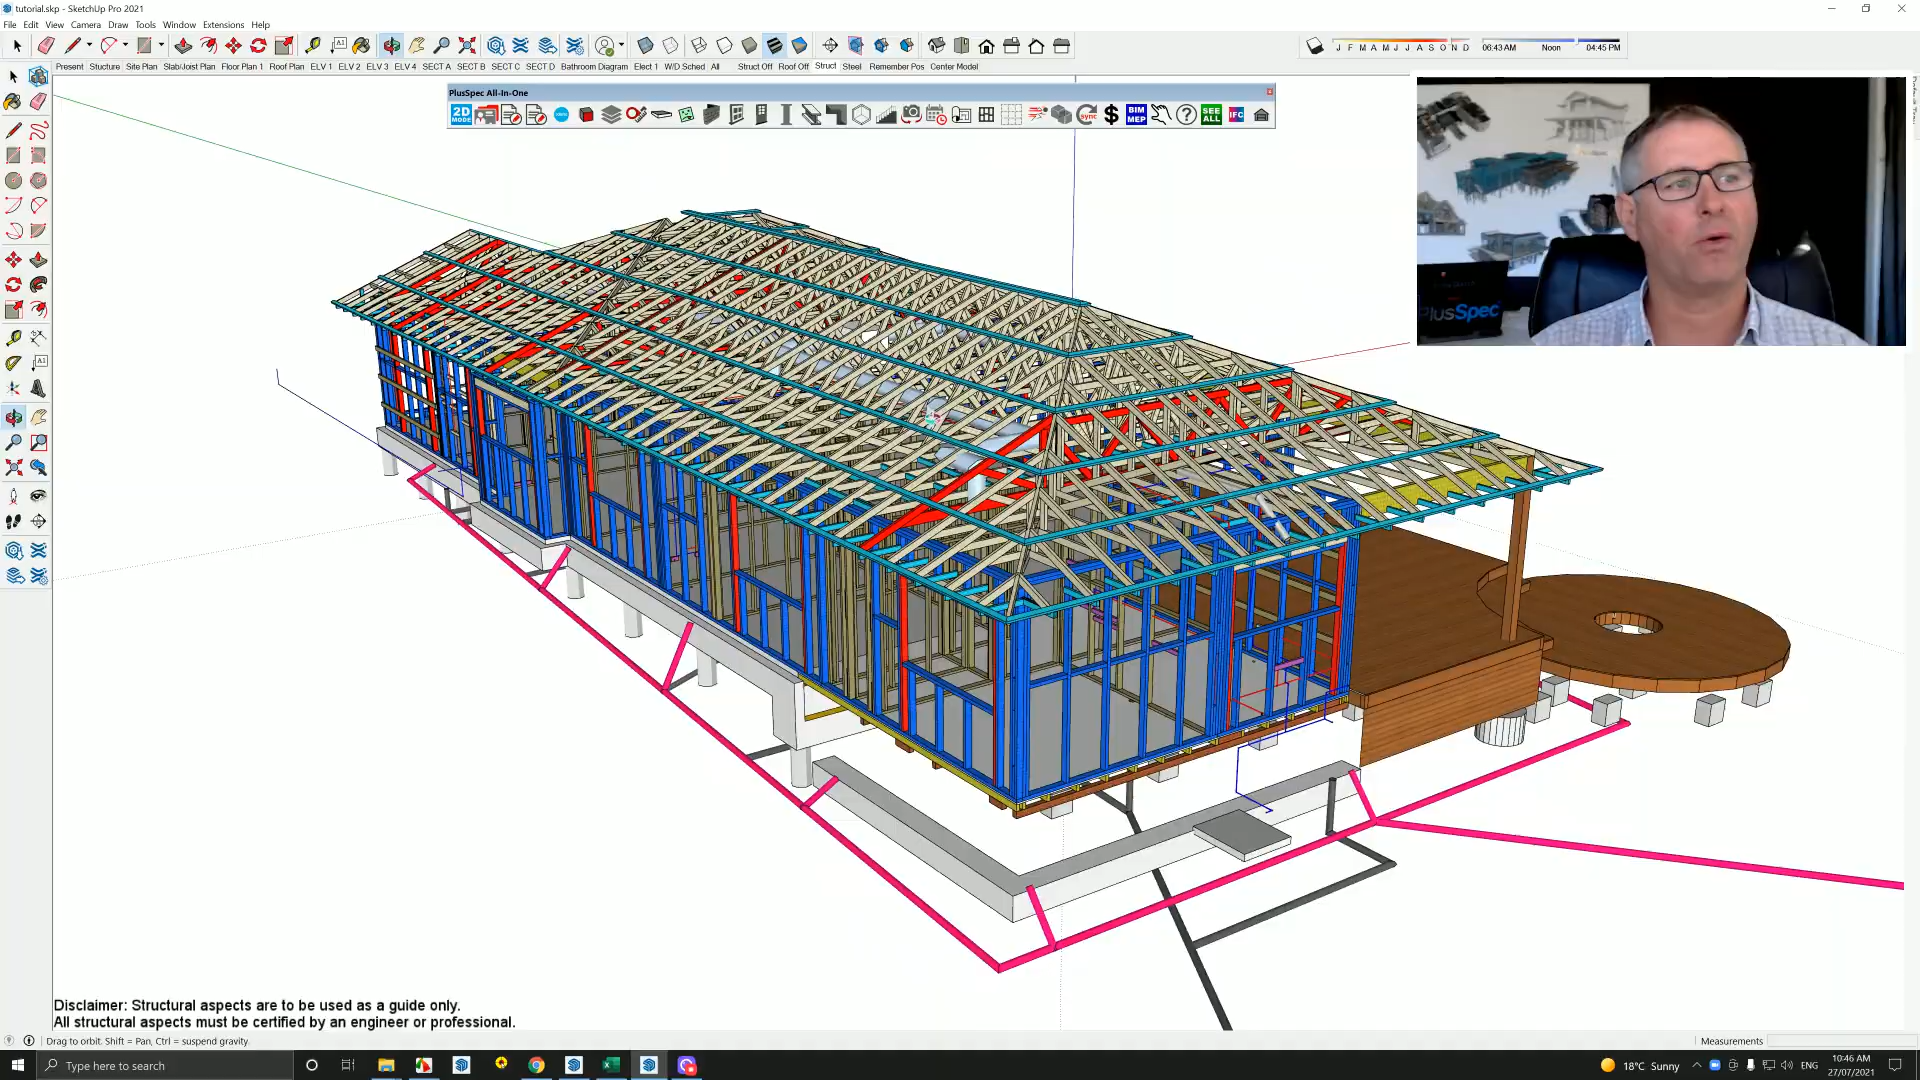 tutorial.skp - SketchUp Pro 2021
File Edit View Camera Draw Tools Window Extensions Help
J F M A M J J A S O N D 06:43 AM Noon 04:45 PM
Present Stucture Site Plan Slab/Joist Plan Floor Plan 1 Roof Plan ELV 1 ELV 2 ELV 3 ELV 4 SECT A SECT B SECT C SECT D Bathroom Diagram Elect 1 W/D Sched All Struct Off Roof Off Struct Steel Remember Pos Center Model
PlusSpec All-In-One
2D MODE sync $ BIM MEP ? SEE ALL IFC
PlusSpec
Disclaimer: Structural aspects are to be used as a guide only.
All structural aspects must be certified by an engineer or professional.
Drag to orbit. Shift = Pan, Ctrl = suspend gravity. Measurements
Type here to search
18°C Sunny ENG
10:46 AM
27/07/2021